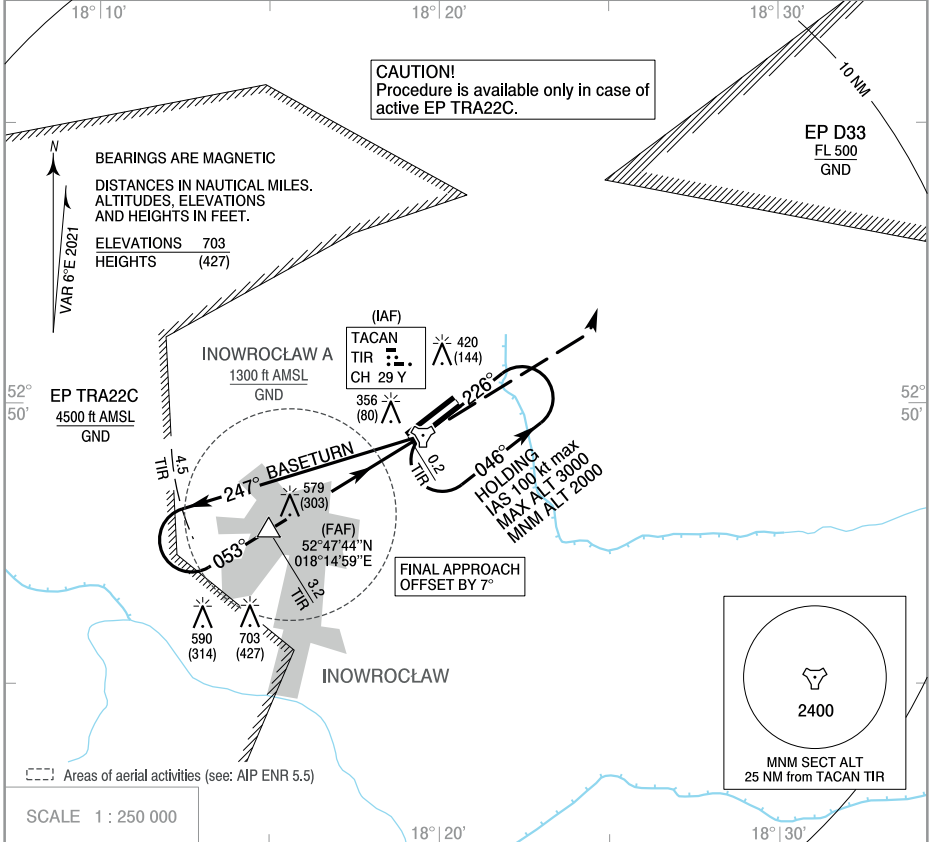 18° 10'
18° 20'
18° 30'
CAUTION!
Procedure is available only in case of
active EP TRA22C.
10 NM
EP D33
FL 500
GND
N
VAR 6°E 2021
BEARINGS ARE MAGNETIC
DISTANCES IN NAUTICAL MILES.
ALTITUDES, ELEVATIONS
AND HEIGHTS IN FEET.
ELEVATIONS 703
HEIGHTS (427)
(IAF)
TACAN
TIR
CH 29 Y
420
(144)
INOWROCŁAW A
1300 ft AMSL
GND
356
(80)
EP TRA22C
4500 ft AMSL
GND
52°
50'
52°
50'
226°
046°
HOLDING
IAS 100 kt max
MAX ALT 3000
MNM ALT 2000
0.2
TIR
4.5
TIR
247° BASETURN
579
(303)
053°
(FAF)
52°47'44"N
018°14'59"E
3.2
TIR
FINAL APPROACH
OFFSET BY 7°
590
(314)
703
(427)
INOWROCŁAW
2400
MNM SECT ALT
25 NM from TACAN TIR
Areas of aerial activities (see: AIP ENR 5.5)
SCALE 1 : 250 000
18° 20'
18° 30'